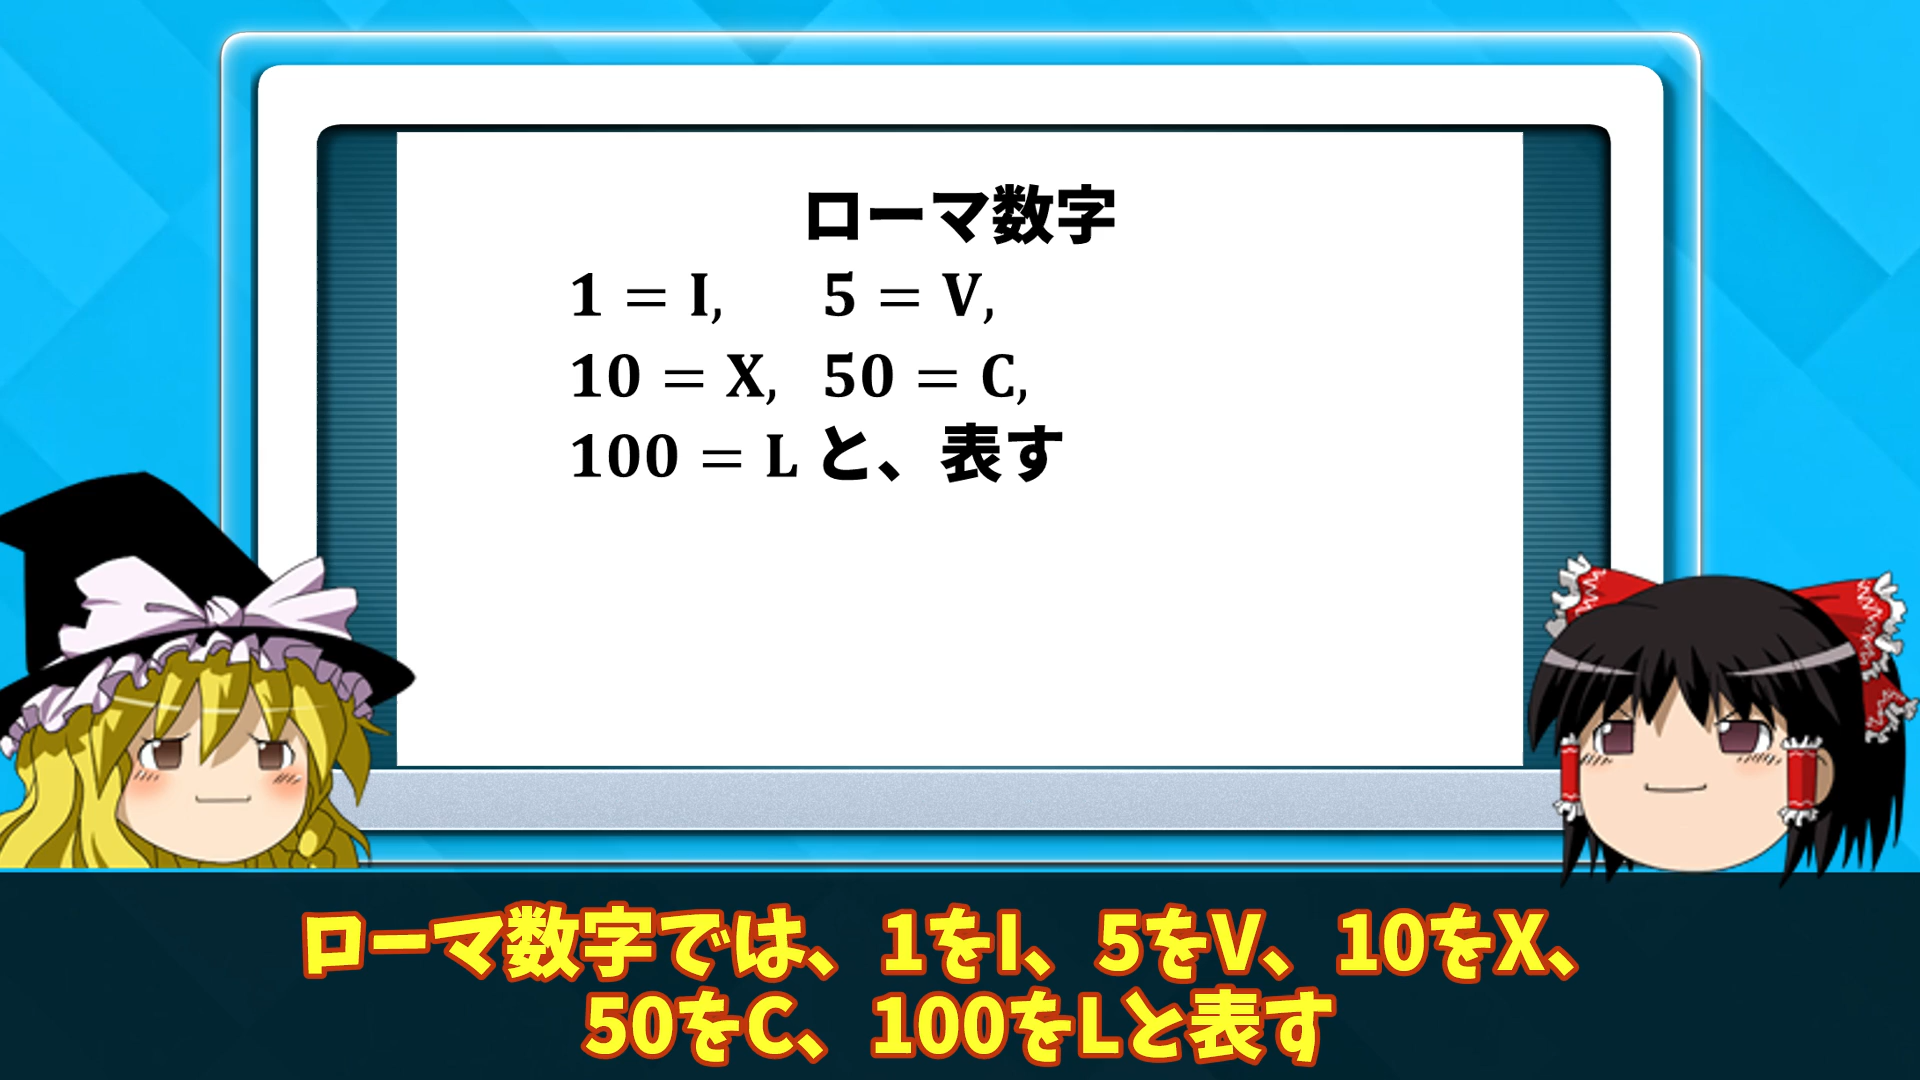 ローマ数字
1 = I, 5 = V,
10 = X, 50 = C,
100 = L と、表す
ローマ数字では、1をI、5をV、10をX、
50をC、100をLと表す